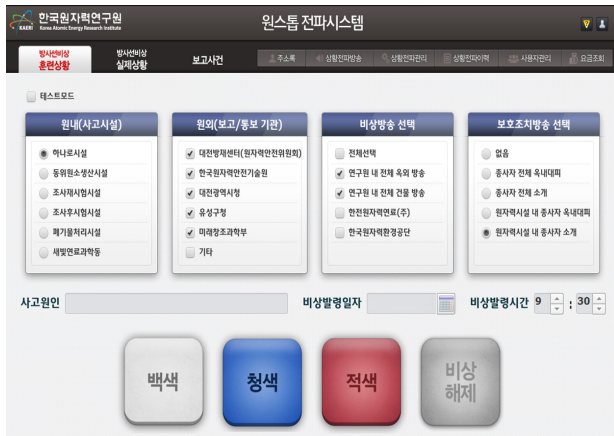 한국원자력연구원
KAERI Korea Atomic Energy Research Institute
원스톱 전파시스템
방사선비상
훈련상황
방사선비상
실제상황
보고사건
주소록
상황전파방송
상황전파관리
상황전파이력
사용자관리
요금조회
테스트모드
원내(사고시설)
하나로시설
동위원소생산시설
조사재시험시설
조사후시험시설
폐기물처리시설
새빛연료과학동
원외(보고/통보 기관)
대전방재센터(원자력안전위원회)
한국원자력안전기술원
대전광역시청
유성구청
미래창조과학부
기타
비상방송 선택
전체선택
연구원 내 전체 옥외 방송
연구원 내 전체 건물 방송
한전원자력연료(주)
한국원자력환경공단
보호조치방송 선택
없음
종사자 전체 옥내대피
종사자 전체 소개
원자력시설 내 종사자 옥내대피
원자력시설 내 종사자 소개
사고원인 비상발령일자 비상발령시간 9 : 30
백색
청색
적색
비상
해제